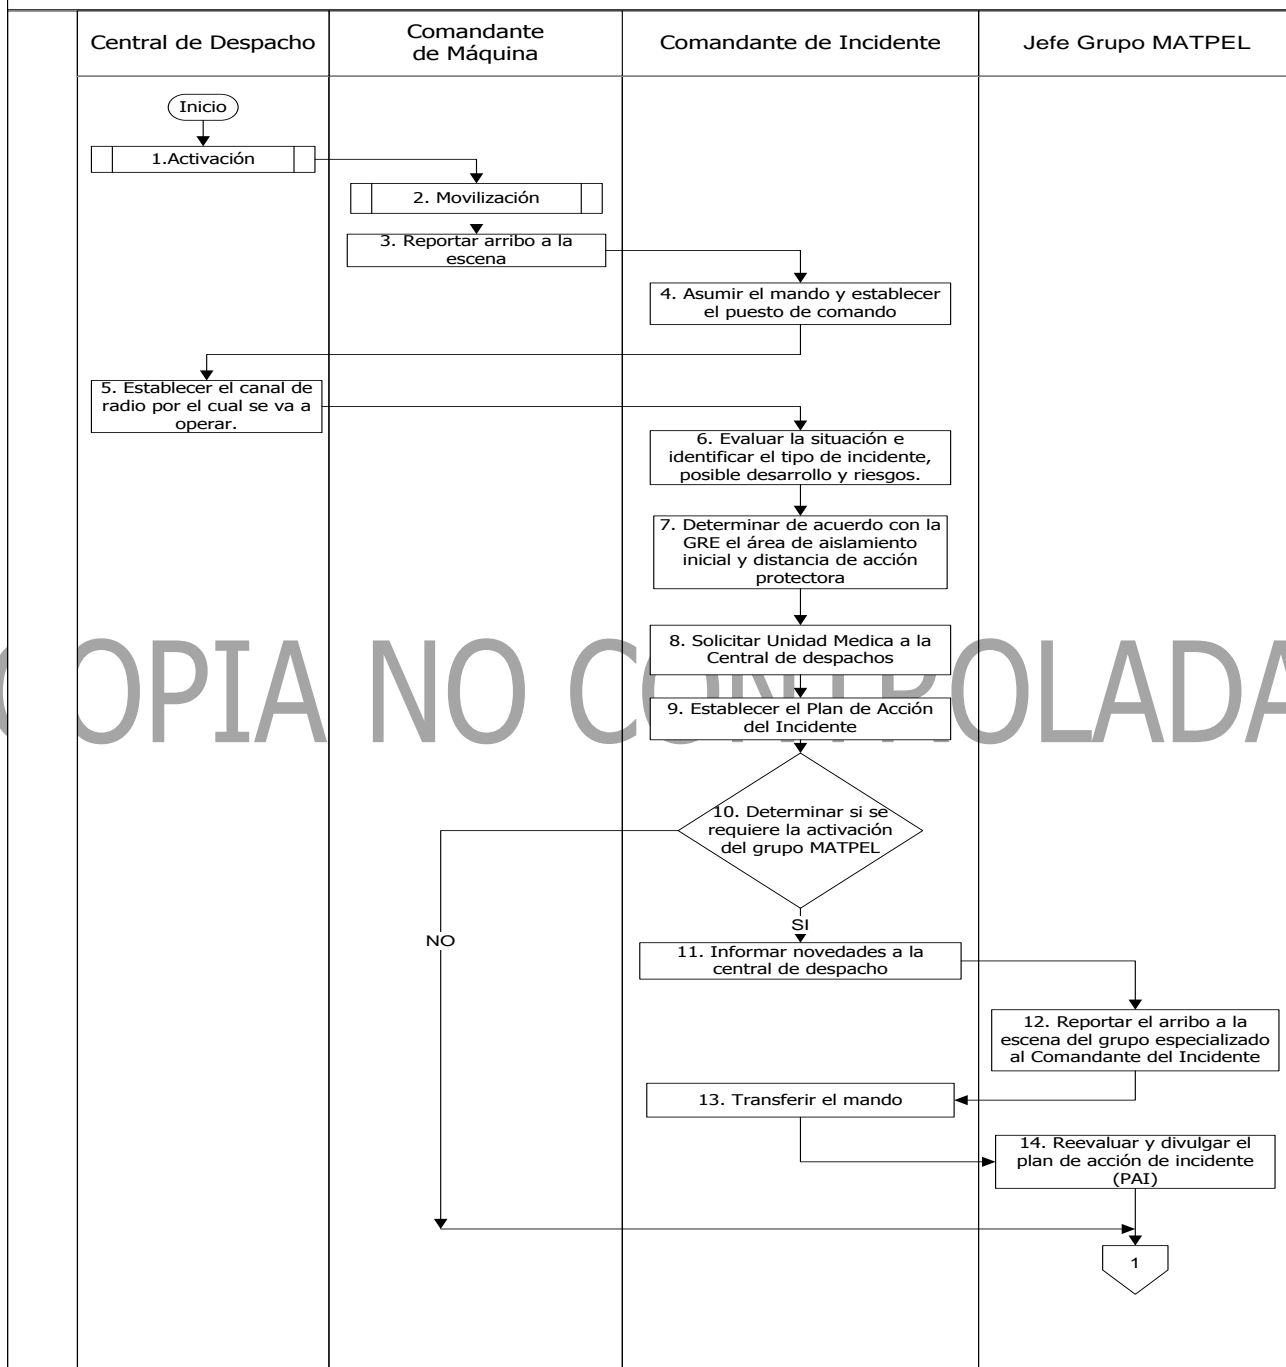 Central de Despacho
Comandante
de Máquina
Comandante de Incidente
Jefe Grupo MATPEL
Inicio
1.Activación
2. Movilización
3. Reportar arribo a la
escena
4. Asumir el mando y establecer
el puesto de comando
5. Establecer el canal de
radio por el cual se va a
operar.
6. Evaluar la situación e
identificar el tipo de incidente,
posible desarrollo y riesgos.
7. Determinar de acuerdo con la
GRE el área de aislamiento
inicial y distancia de acción
protectora
8. Solicitar Unidad Medica a la
Central de despachos
COPIA NO CONTROLADA
9. Establecer el Plan de Acción
del Incidente
10. Determinar si se
requiere la activación
del grupo MATPEL
SI
NO
11. Informar novedades a la
central de despacho
12. Reportar el arribo a la
escena del grupo especializado
al Comandante del Incidente
13. Transferir el mando
14. Reevaluar y divulgar el
plan de acción de incidente
(PAI)
1